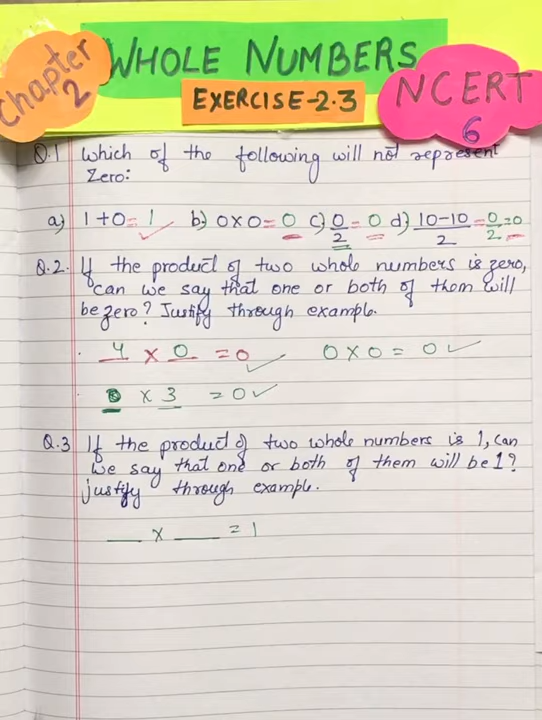 Chapter 2
WHOLE NUMBERS
EXERCISE-2.3
NCERT
6
Q.1 Which of the following will not represent
Zero:
a) 1+0=1 ✓ b) 0×0=0 c) 0/2=0 d) 10-10/2=0/2=0
Q.2. If the product of two whole numbers is zero,
can we say that one or both of them will
be zero? Justify through example.
4 × 0 = 0 ✓ 0×0 = 0 ✓
0 × 3 = 0 ✓
Q.3 If the product of two whole numbers is 1, can
we say that one or both of them will be 1?
justify through example.
__ × __ = 1